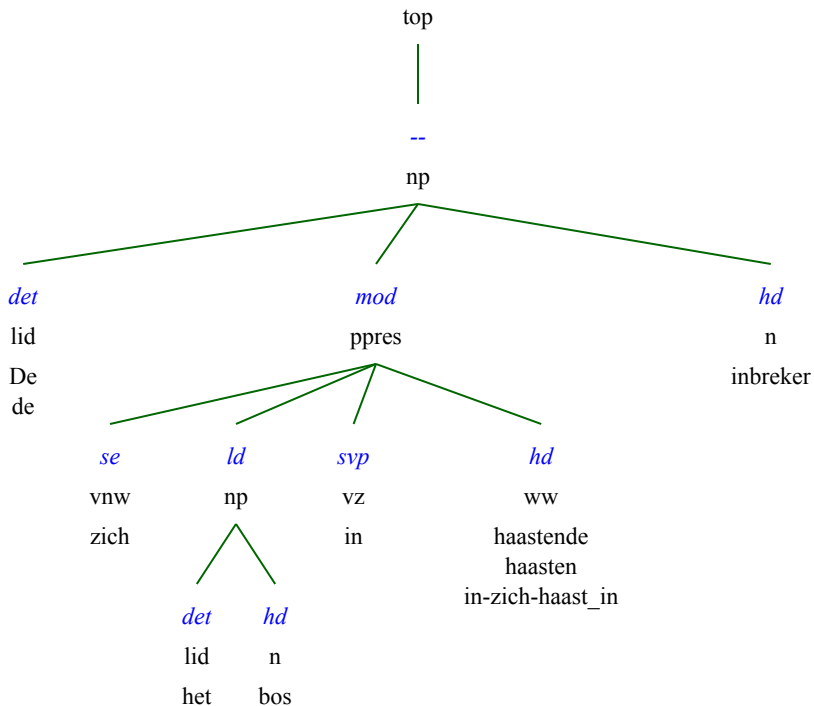 top
--
np
det mod hd
lid ppres n
De inbreker
de
se ld svp hd
vnw np vz ww
zich in haastende
haasten
in-zich-haast_in
det hd
lid n
het bos